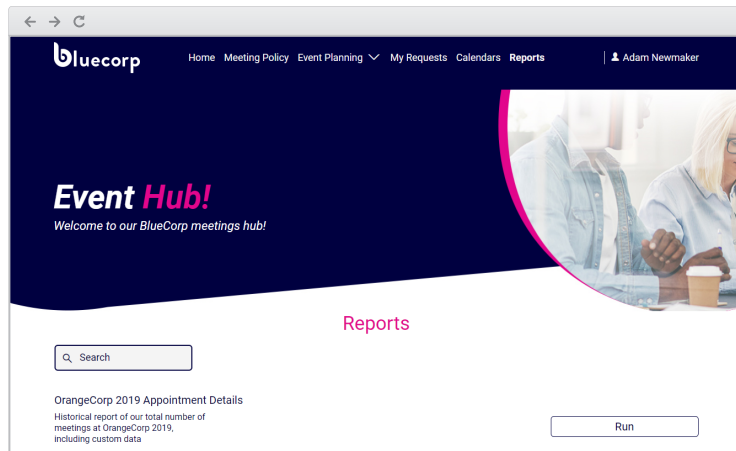 bluecorp
Home Meeting Policy Event Planning My Requests Calendars Reports Adam Newmaker
Event Hub!
Welcome to our BlueCorp meetings hub!
Reports
Search
OrangeCorp 2019 Appointment Details
Historical report of our total number of
meetings at OrangeCorp 2019,
including custom data
Run